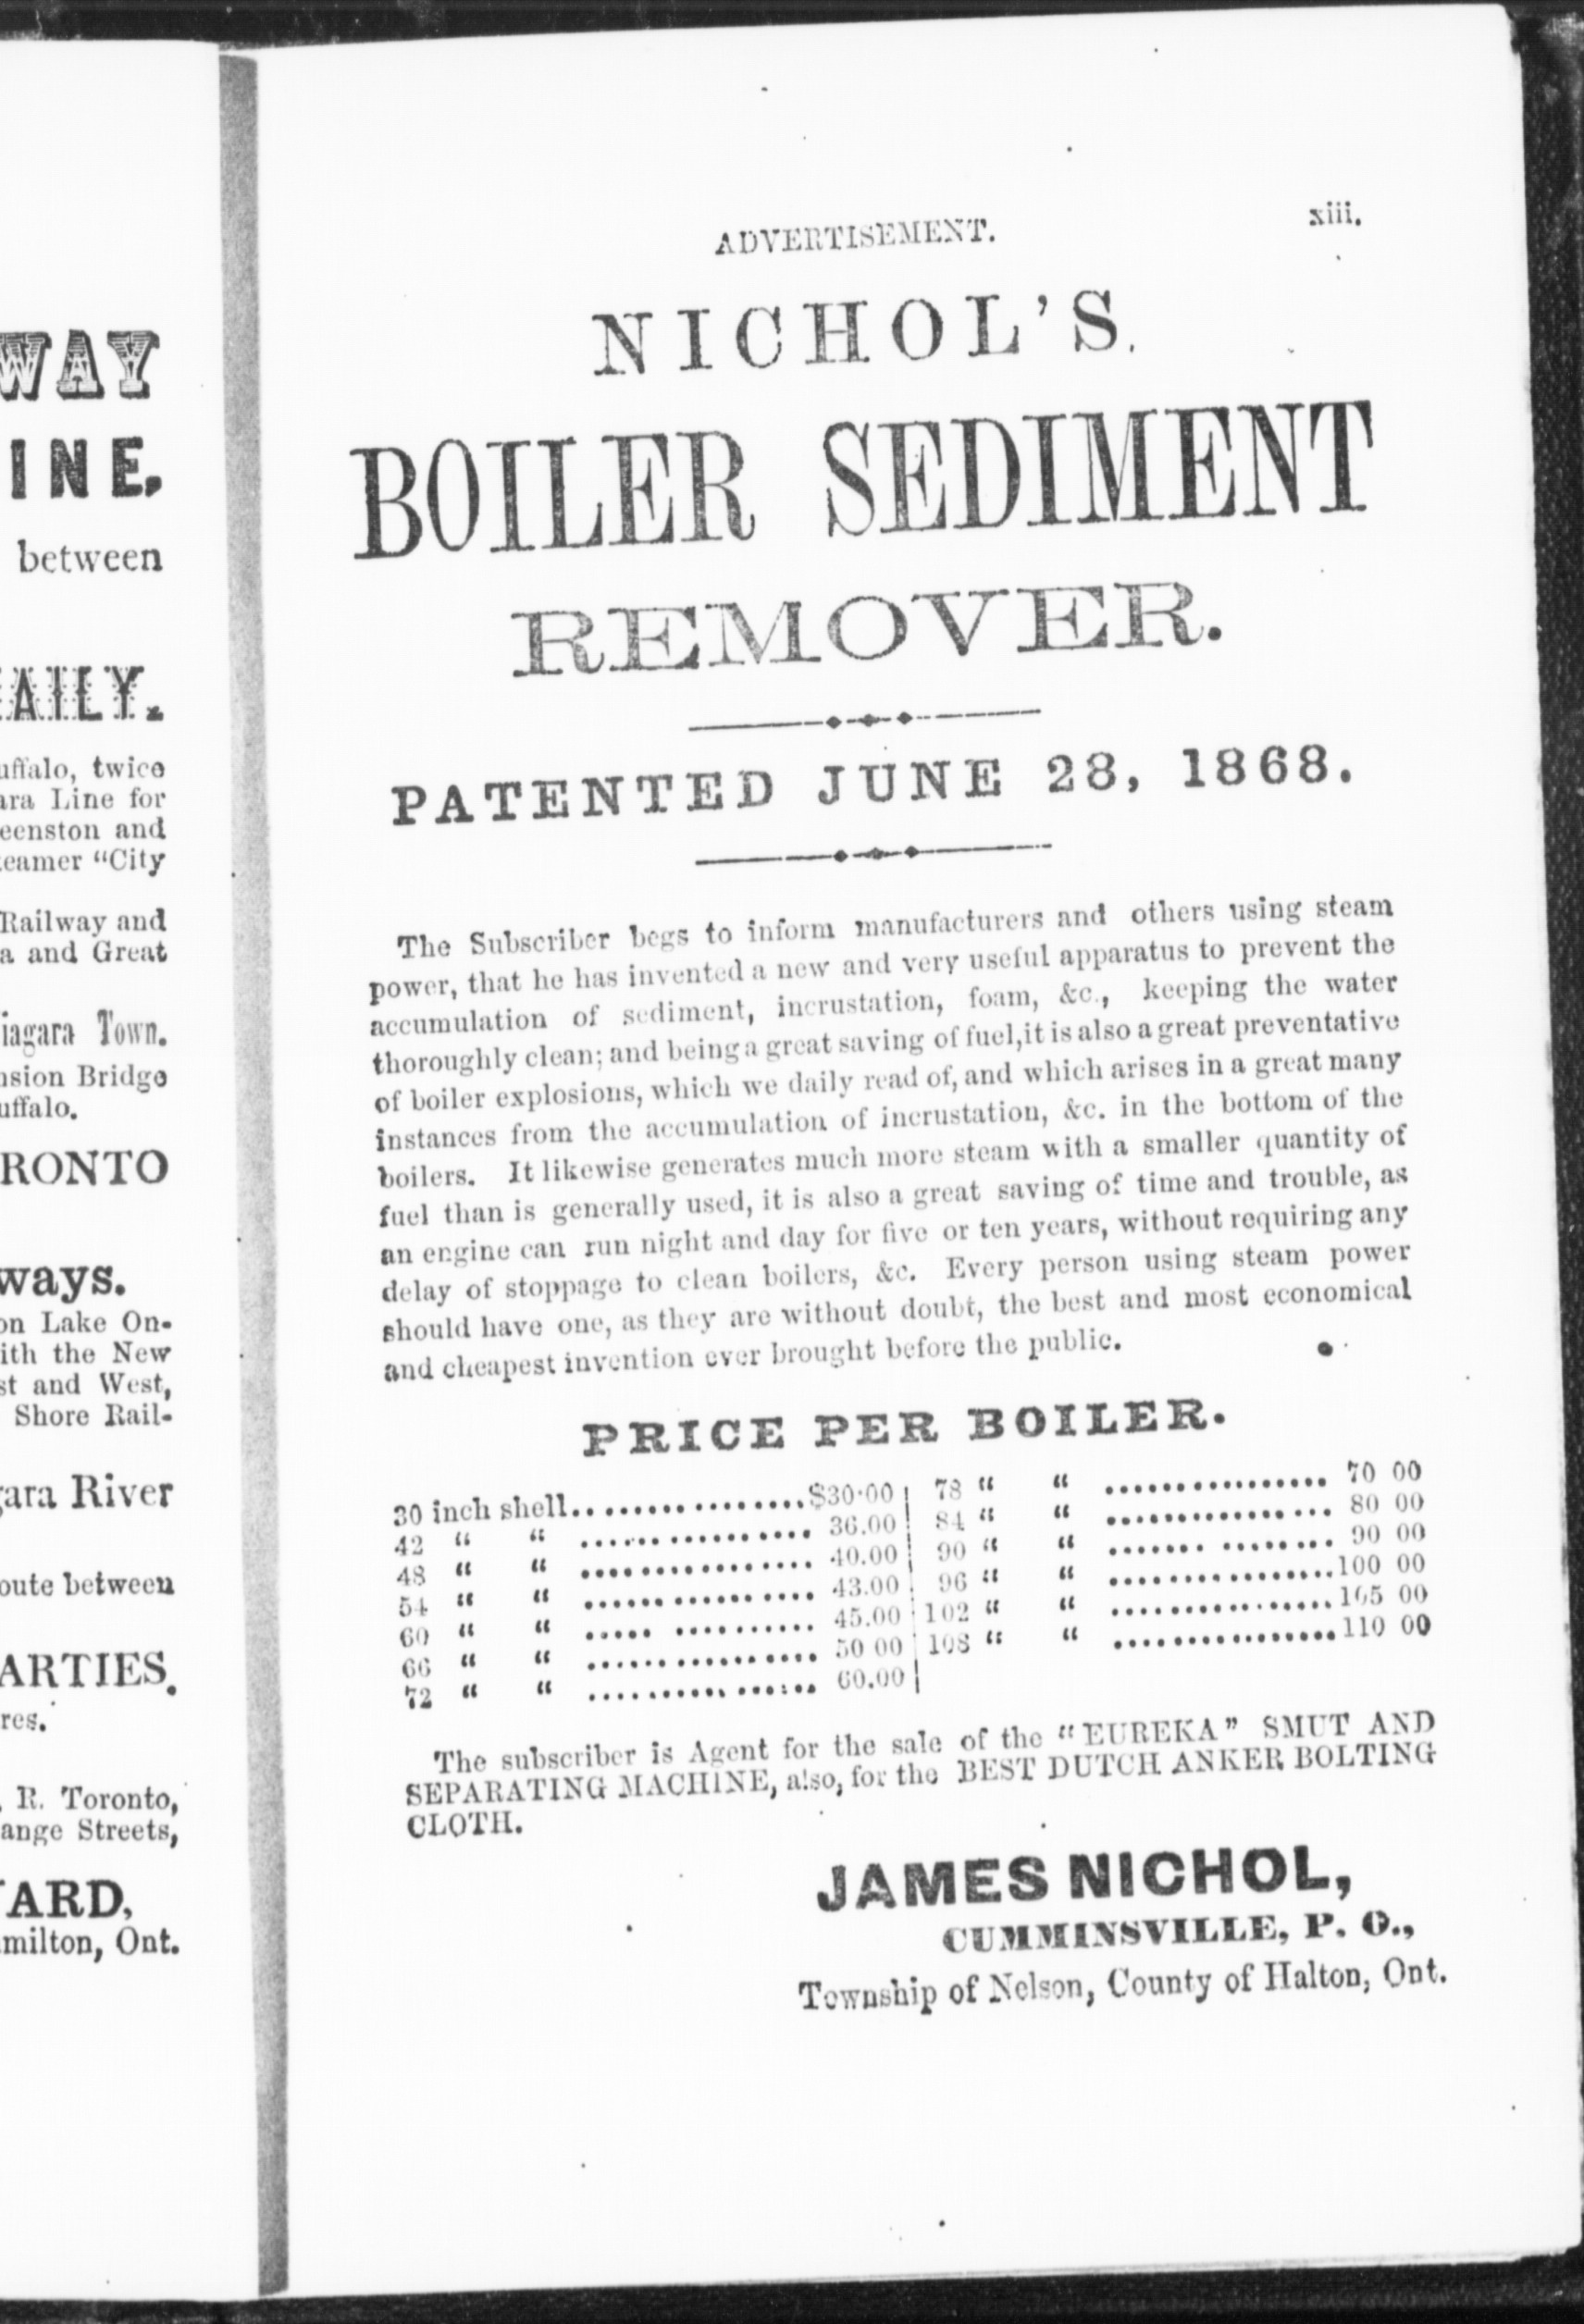 WAY
INE.
between
AILY.
uffalo, twice
ara Line for
eenston and
eamer "City
Railway and
a and Great
iagara Town.
nsion Bridge
uffalo.
RONTO
ways.
on Lake On-
ith the New
st and West,
Shore Rail-
gara River
oute between
ARTIES.
res.
R. Toronto,
ange Streets,
ARD,
milton, Ont.
ADVERTISEMENT. xiii.
NICHOL'S
BOILER SEDIMENT
REMOVER.
PATENTED JUNE 28, 1868.
The Subscriber begs to inform manufacturers and others using steam
power, that he has invented a new and very useful apparatus to prevent the
accumulation of sediment, incrustation, foam, &c., keeping the water
thoroughly clean; and being a great saving of fuel, it is also a great preventative
of boiler explosions, which we daily read of, and which arises in a great many
instances from the accumulation of incrustation, &c. in the bottom of the
boilers. It likewise generates much more steam with a smaller quantity of
fuel than is generally used, it is also a great saving of time and trouble, as
an engine can run night and day for five or ten years, without requiring any
delay of stoppage to clean boilers, &c. Every person using steam power
should have one, as they are without doubt, the best and most economical
and cheapest invention ever brought before the public.
PRICE PER BOILER.
30 inch shell.................$30.00
42 " " ................. 36.00
48 " " ................. 40.00
54 " " ................. 43.00
60 " " ................. 45.00
66 " " ................. 50 00
72 " " ................. 60.00
78 " " ................. 70 00
84 " " ................. 80 00
90 " " ................. 90 00
96 " " .................100 00
102 " " .................105 00
108 " " .................110 00
The subscriber is Agent for the sale of the "EUREKA" SMUT AND
SEPARATING MACHINE, also, for the BEST DUTCH ANKER BOLTING
CLOTH.
JAMES NICHOL,
CUMMINSVILLE, P. O.,
Township of Nelson, County of Halton, Ont.